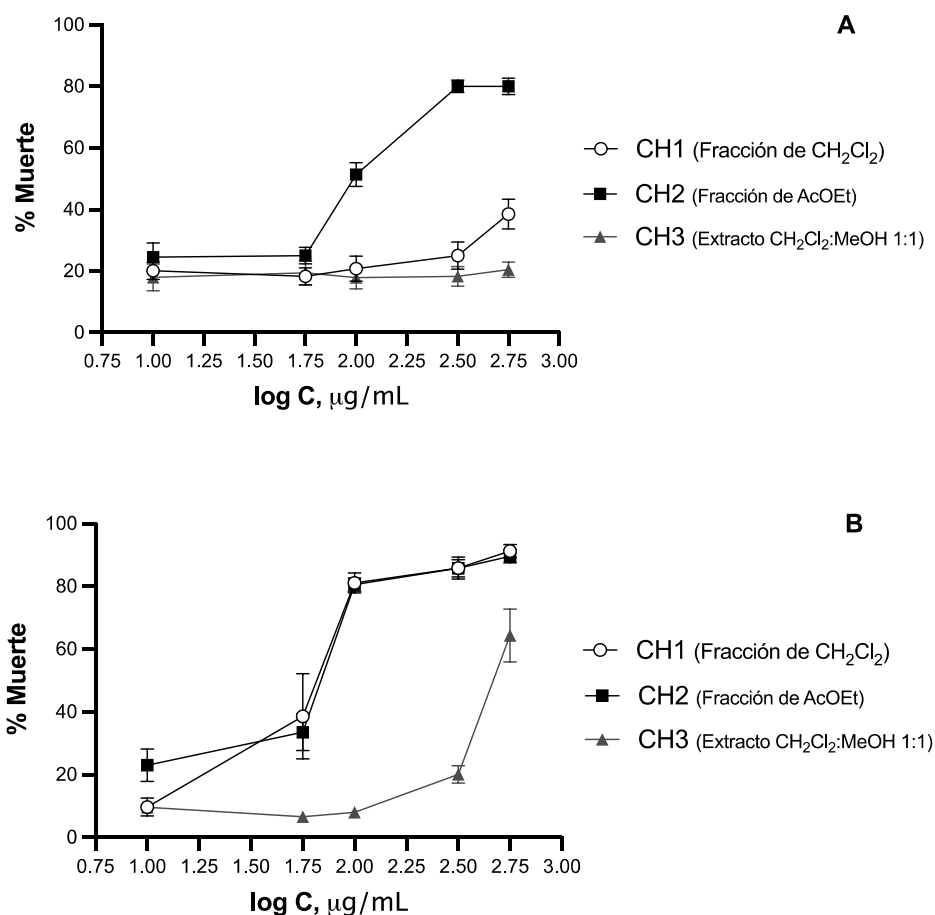 A
100
80
60
40
20
0
% Muerte
0.75 1.00 1.25 1.50 1.75 2.00 2.25 2.50 2.75 3.00
log C, μg/mL
CH1 (Fracción de CH₂Cl₂)
CH2 (Fracción de AcOEt)
CH3 (Extracto CH₂Cl₂:MeOH 1:1)
B
100
80
60
40
20
0
% Muerte
0.75 1.00 1.25 1.50 1.75 2.00 2.25 2.50 2.75 3.00
log C, μg/mL
CH1 (Fracción de CH₂Cl₂)
CH2 (Fracción de AcOEt)
CH3 (Extracto CH₂Cl₂:MeOH 1:1)